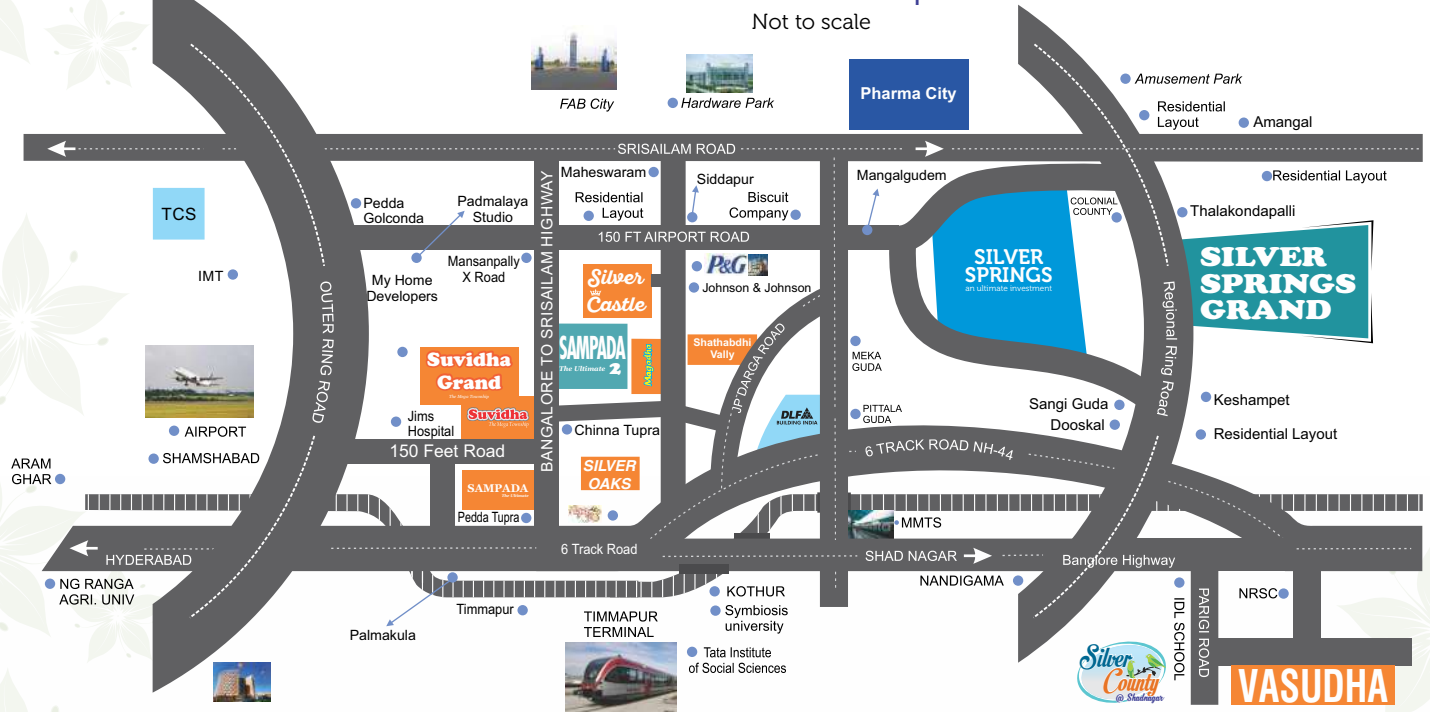 Not to scale
FAB City
Hardware Park
Pharma City
Amusement Park
Residential
Layout
Amangal
SRISAILAM ROAD
TCS
Pedda
Golconda
Padmalaya
Studio
Maheswaram
Residential
Layout
Siddapur
Biscuit
Company
Mangalgudem
COLONIAL
COUNTY
Residential Layout
Thalakondapalli
150 FT AIRPORT ROAD
IMT
My Home
Developers
Mansanpally
X Road
BANGALORE TO SRISAILAM HIGHWAY
Silver
Castle
P&G
Johnson & Johnson
SILVER
SPRINGS
an ultimate investment
SILVER
SPRINGS
GRAND
OUTER RING ROAD
Regional Ring Road
Suvidha
Grand
The Mega Township
SAMPADA
The Ultimate 2
Magadha
Shathabdhi
Vally
JP DARGA ROAD
MEKA
GUDA
AIRPORT
SHAMSHABAD
Jims
Hospital
Suvidha
The Mega Township
Chinna Tupra
DLF
BUILDING INDIA
PITTALA
GUDA
Sangi Guda
Dooskal
Keshampet
Residential Layout
150 Feet Road
6 TRACK ROAD NH-44
ARAM
GHAR
SAMPADA
The Ultimate
SILVER
OAKS
Pedda Tupra
MMTS
HYDERABAD
6 Track Road
SHAD NAGAR
Banglore Highway
NG RANGA
AGRI. UNIV
Timmapur
Palmakula
TIMMAPUR
TERMINAL
KOTHUR
Symbiosis
university
Tata Institute
of Social Sciences
NANDIGAMA
IDL SCHOOL
PARIGI ROAD
NRSC
Silver
County
@ Shadnagar
VASUDHA